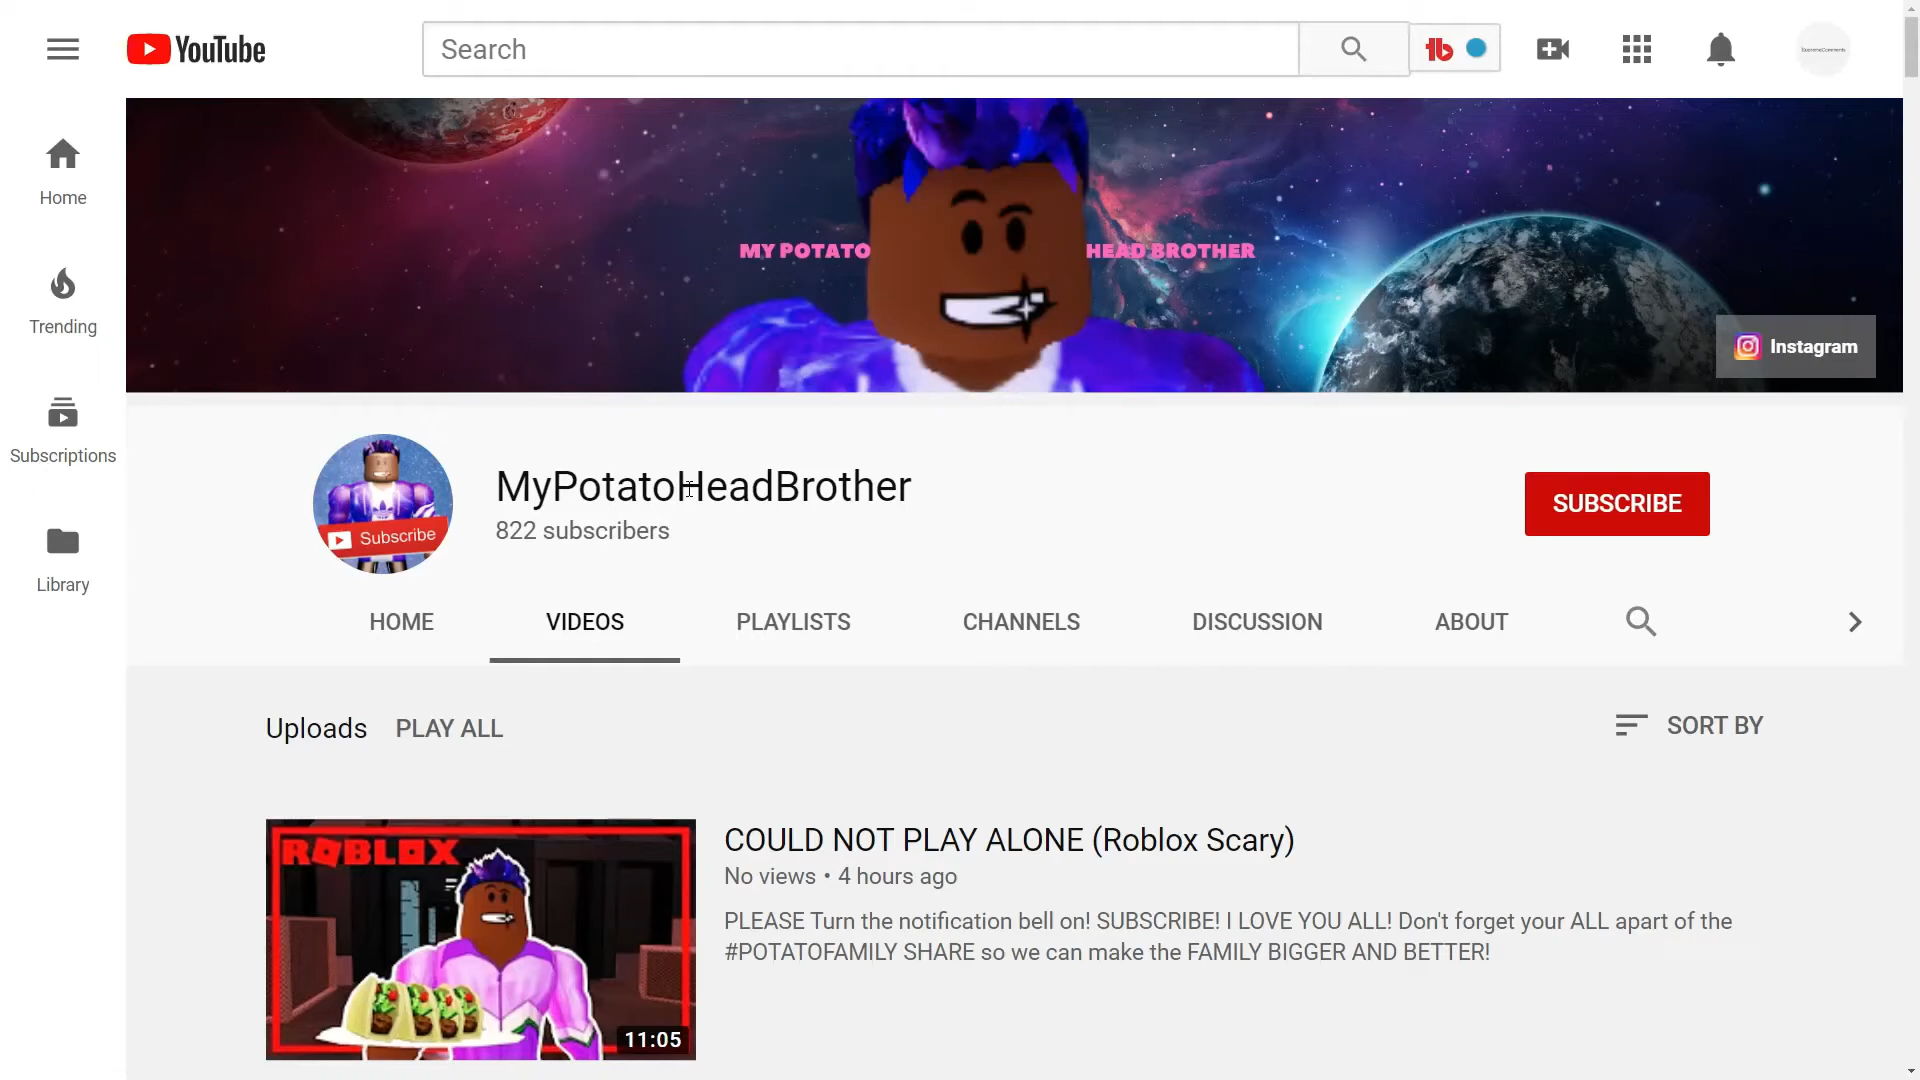 YouTube
Search
Home
Trending
Subscriptions
Library
MY POTATO HEAD BROTHER
Instagram
Subscribe
MyPotatoHeadBrother
822 subscribers
SUBSCRIBE
HOME
VIDEOS
PLAYLISTS
CHANNELS
DISCUSSION
ABOUT
Uploads
PLAY ALL
SORT BY
ROBLOX
11:05
COULD NOT PLAY ALONE (Roblox Scary)
No views • 4 hours ago
PLEASE Turn the notification bell on! SUBSCRIBE! I LOVE YOU ALL! Don't forget your ALL apart of the
#POTATOFAMILY SHARE so we can make the FAMILY BIGGER AND BETTER!